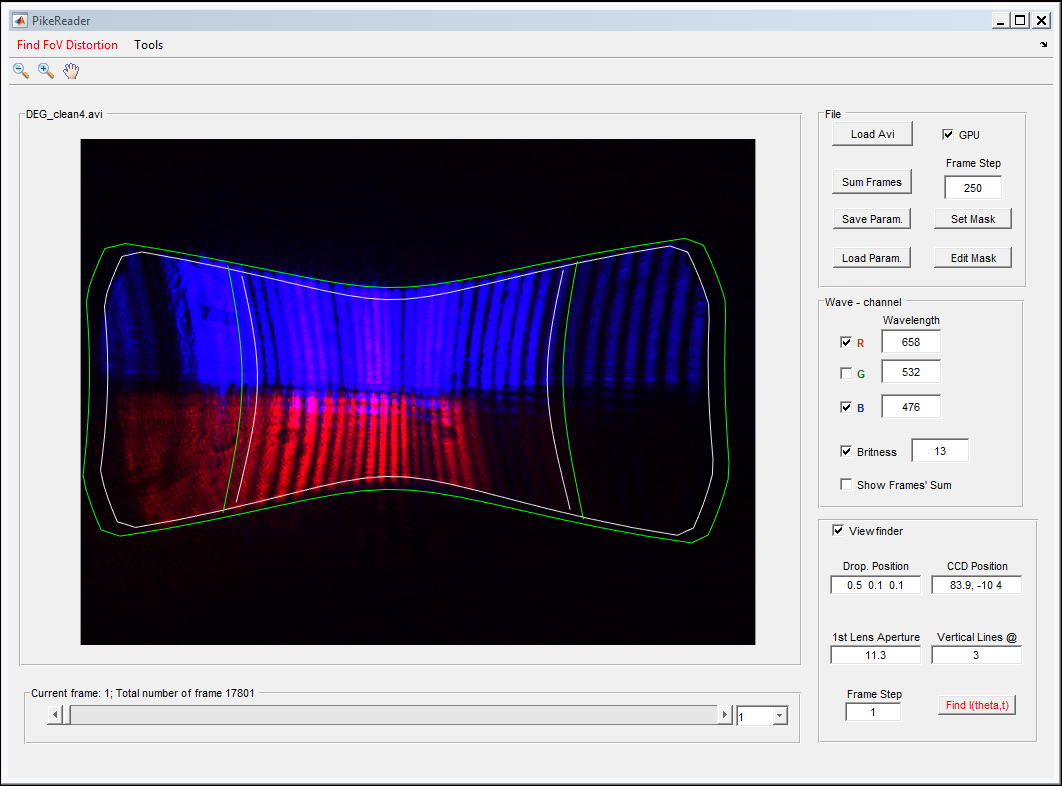 PikeReader
Find FoV Distortion Tools
DEG_clean4.avi
File
Load Avi
GPU
Frame Step
Sum Frames
250
Save Param.
Set Mask
Load Param.
Edit Mask
Wave - channel
Wavelength
R 658
G 532
B 476
Britness 13
Show Frames' Sum
Viewfinder
Drop. Position CCD Position
0.5 0.1 0.1 83.9, -10 4
1st Lens Aperture Vertical Lines @
11.3 3
Frame Step
1
Find I(theta,t)
Current frame: 1; Total number of frame 17801
1